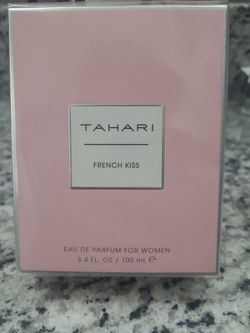 TAHARI
FRENCH KISS
EAU DE PARFUM FOR WOMEN
3.4 FL. OZ / 100 mL ℮